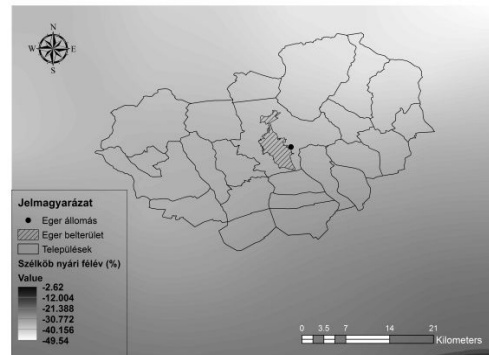 N
W E
S
Jelmagyarázat
Eger állomás
Eger belterület
Települések
Szélköb nyári félév (%)
Value
-2.62
-12.004
-21.388
-30.772
-40.156
-49.54
0 3.5 7 14 21
Kilometers